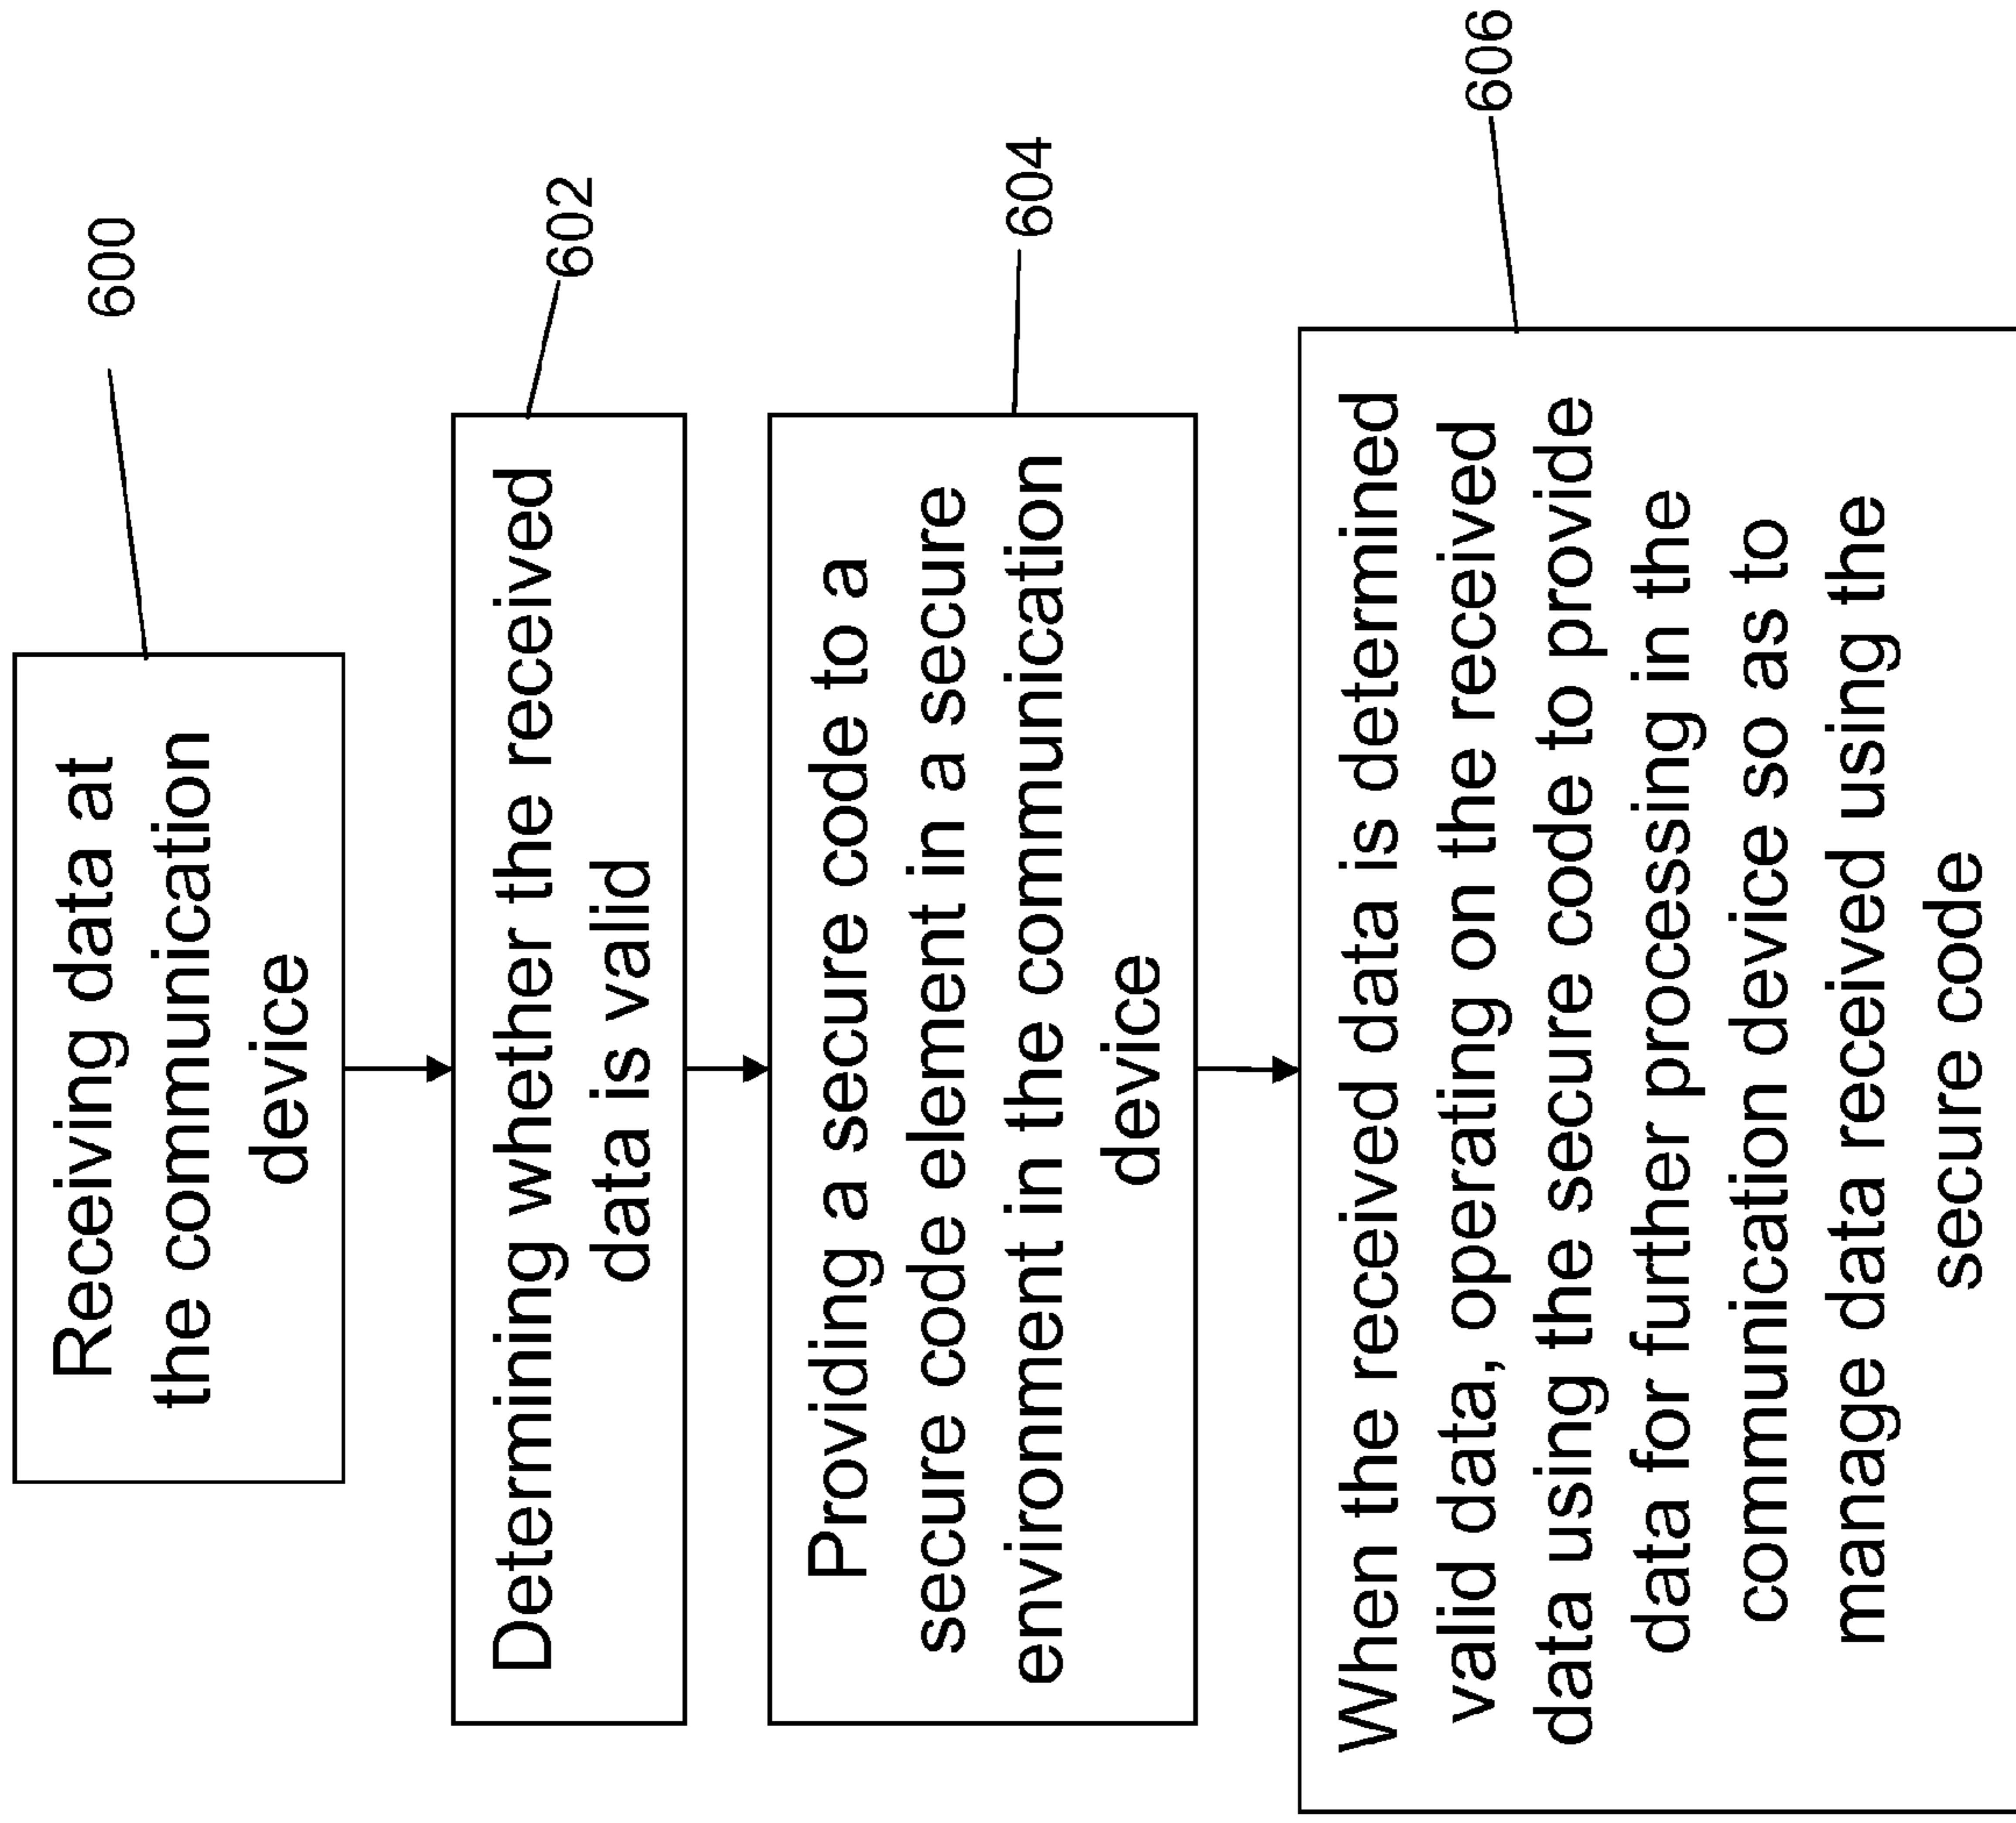 Receiving data at
the communication
device
600
Determining whether the received
data is valid
602
Providing a secure code to a
secure code element in a secure
environment in the communication
device
604
When the received data is determined
valid data, operating on the received
data using the secure code to provide
data for further processing in the
communication device so as to
manage data received using the
secure code
606